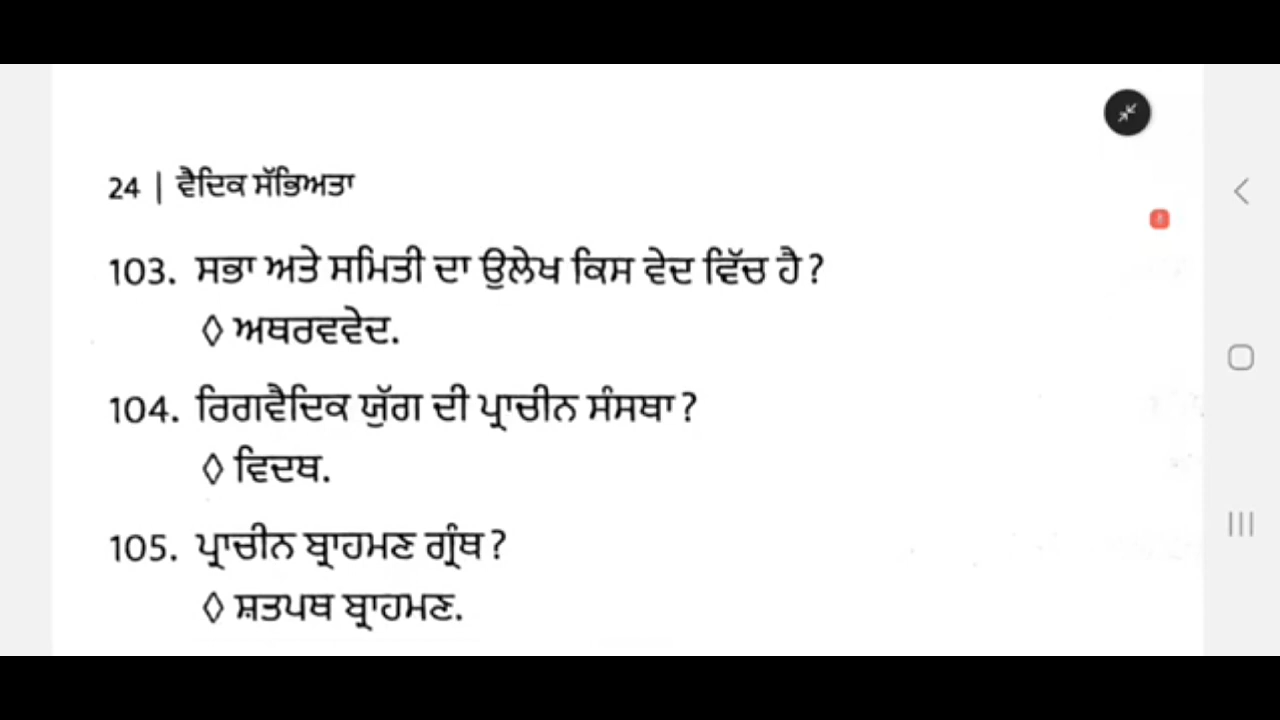 24 | ਵੈਦਿਕ ਸੱਭਿਅਤਾ
103. ਸਭਾ ਅਤੇ ਸਮਿਤੀ ਦਾ ਉਲੇਖ ਕਿਸ ਵੇਦ ਵਿੱਚ ਹੈ?
◊ ਅਥਰਵਵੇਦ.
104. ਰਿਗਵੈਦਿਕ ਯੁੱਗ ਦੀ ਪ੍ਰਾਚੀਨ ਸੰਸਥਾ?
◊ ਵਿਦਥ.
105. ਪ੍ਰਾਚੀਨ ਬ੍ਰਾਹਮਣ ਗ੍ਰੰਥ?
◊ ਸ਼ਤਪਥ ਬ੍ਰਾਹਮਣ.